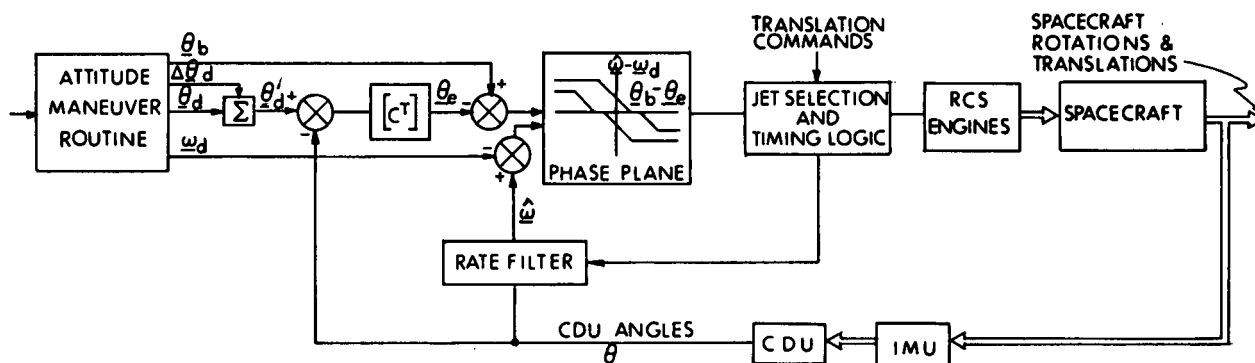 ATTITUDE
MANEUVER
ROUTINE
θb
Δθd
θd
ωd
Σ
θ'd
+
-
[Cᵀ]
θe
-
+
-
+
ω̂
ω̂-ωd
θb-θe
PHASE PLANE
TRANSLATION
COMMANDS
JET SELECTION
AND
TIMING LOGIC
RCS
ENGINES
SPACECRAFT
SPACECRAFT
ROTATIONS &
TRANSLATIONS
RATE FILTER
CDU ANGLES
θ
CDU
IMU